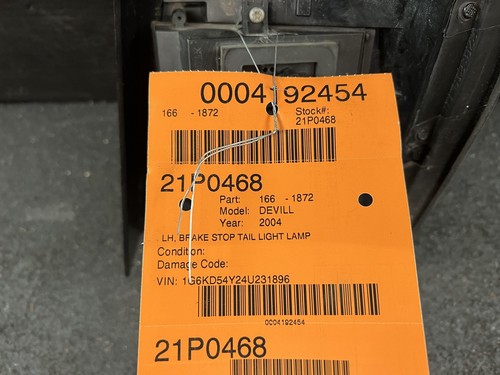 0004192454
166 - 1872 Stock#:
21P0468
21P0468
Part: 166 - 1872
Model: DEVILL
Year: 2004
LH, BRAKE STOP TAIL LIGHT LAMP
Condition:
Damage Code:
VIN: 1G6KD54Y24U231896
0004192454
21P0468